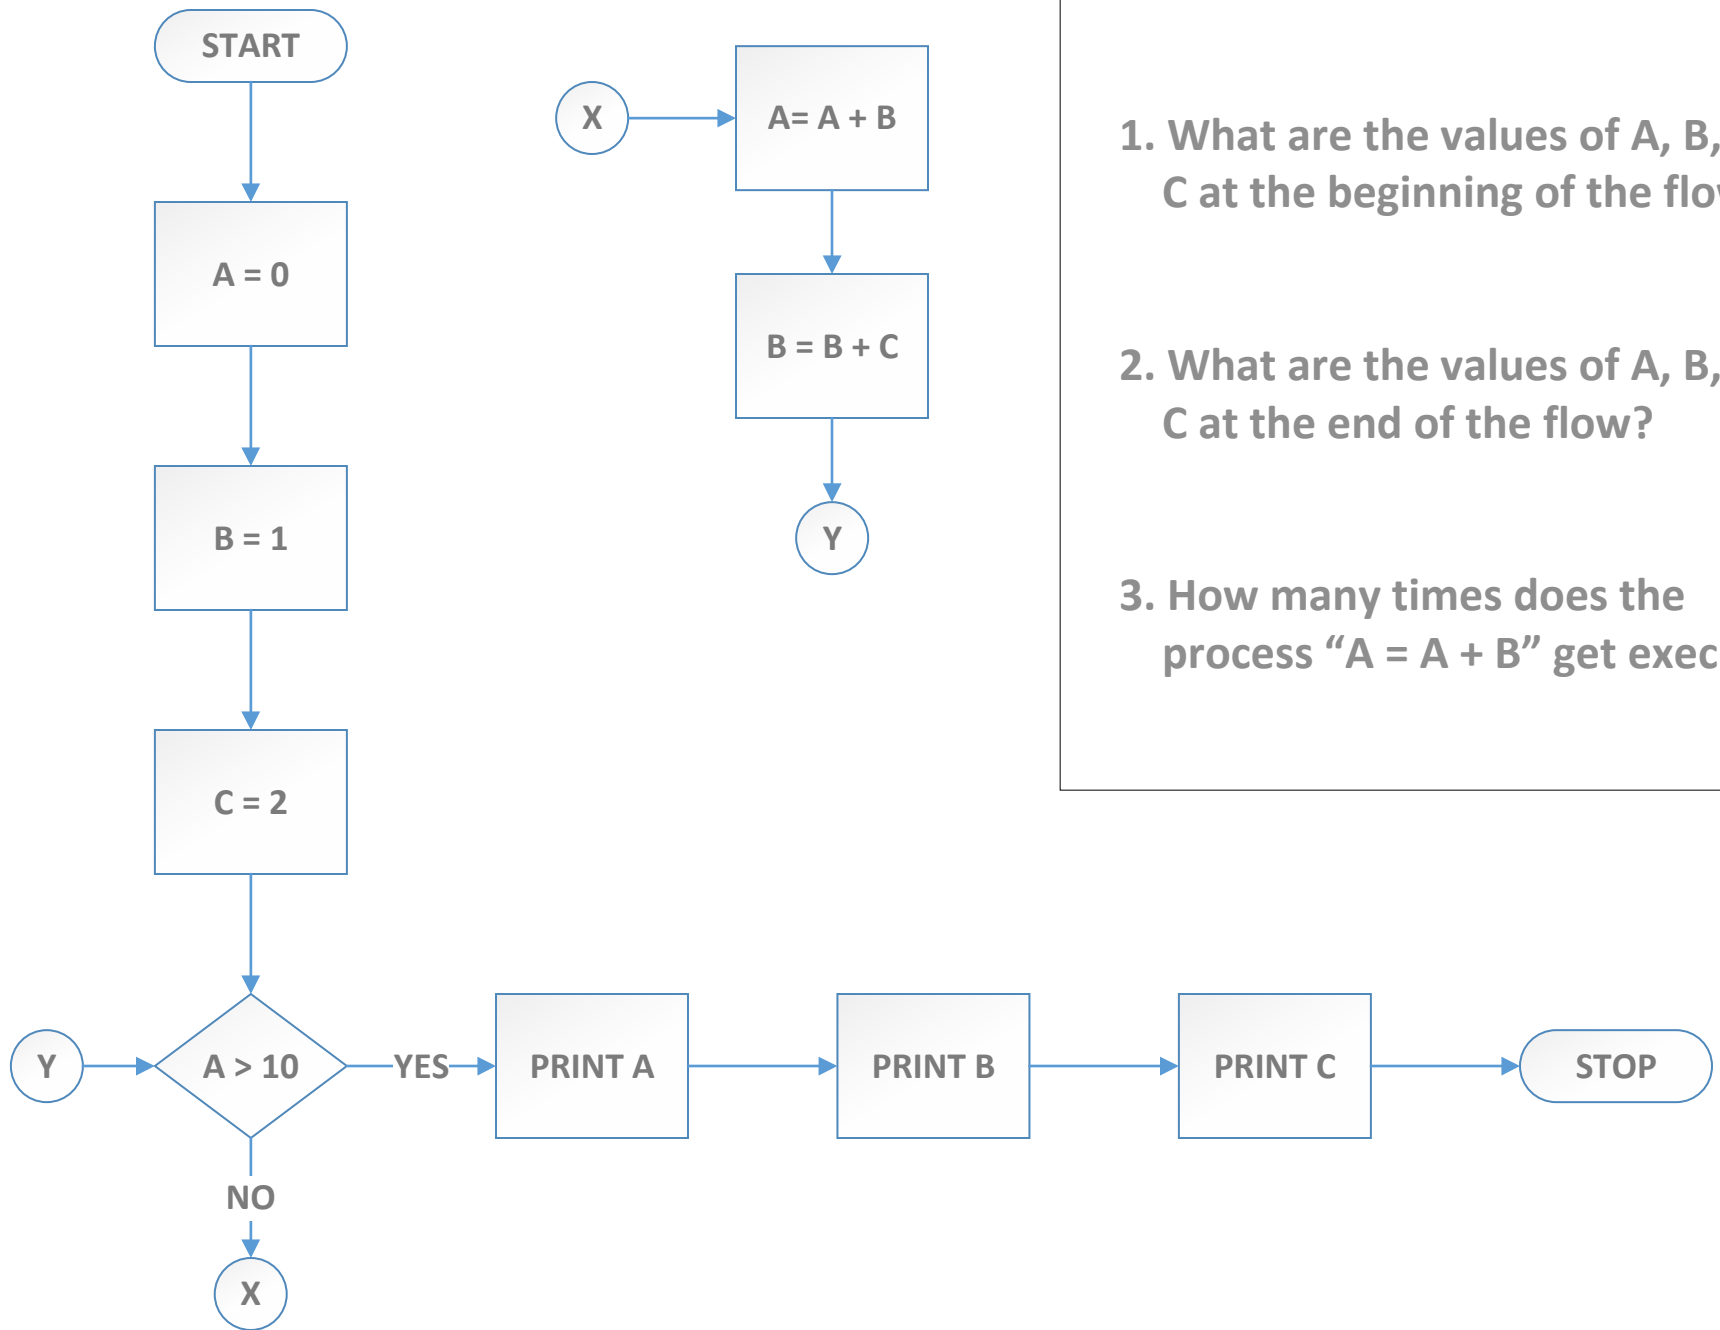 START
A = 0
B = 1
C = 2
Y
A > 10
YES
PRINT A
PRINT B
PRINT C
STOP
NO
X
X
A= A + B
B = B + C
Y
1. What are the values of A, B,
C at the beginning of the
2. What are the values of A, B,
C at the end of the flow?
3. How many times does the
process “A = A + B” get